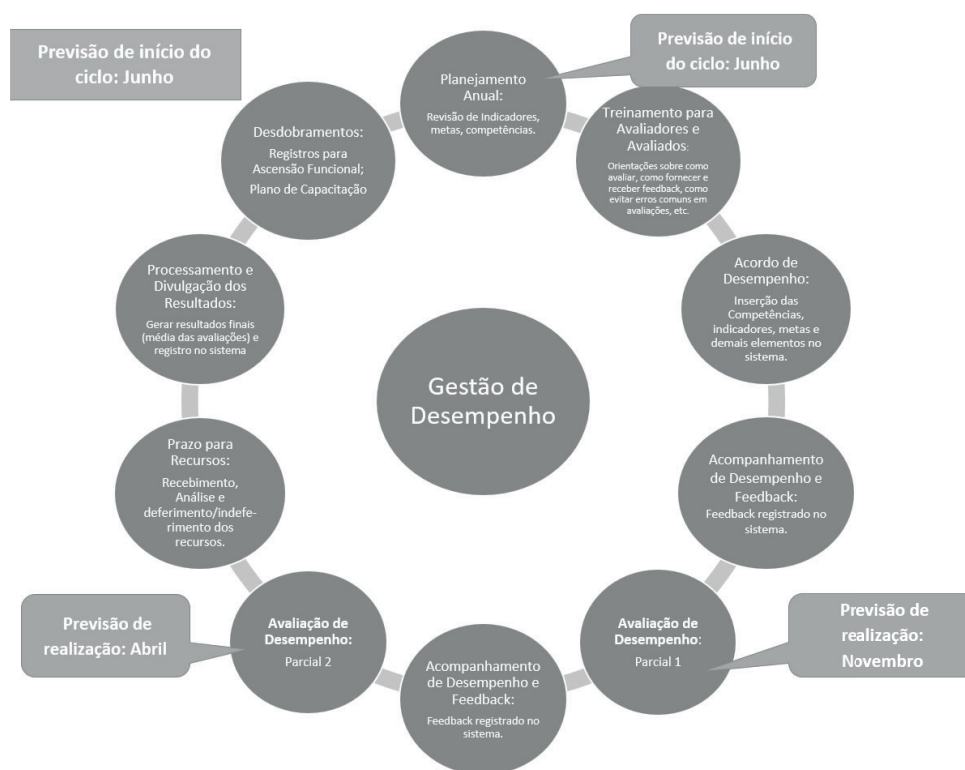 Previsão de início do
ciclo: Junho
Previsão de início
do ciclo: Junho
Planejamento
Anual:
Revisão de Indicadores,
metas, competências.
Treinamento para
Avaliadores e
Avaliados:
Orientações sobre como
avaliar, como fornecer e
receber feedback, como
evitar erros comuns em
avaliações, etc.
Acordo de
Desempenho:
Inserção das
Competências,
indicadores, metas e
demais elementos no
sistema.
Acompanhamento
de Desempenho e
Feedback:
Feedback registrado no
sistema.
Avaliação de
Desempenho:
Parcial 1
Previsão de
realização:
Novembro
Acompanhamento
de Desempenho e
Feedback:
Feedback registrado no
sistema.
Avaliação de
Desempenho:
Parcial 2
Previsão de
realização: Abril
Prazo para
Recursos:
Recebimento,
Análise e
deferimento/indefe-
rimento dos
recursos.
Processamento e
Divulgação dos
Resultados:
Gerar resultados finais
(média das avaliações) e
registro no sistema
Desdobramentos:
Registros para
Ascensão Funcional;
Plano de Capacitação
Gestão de
Desempenho